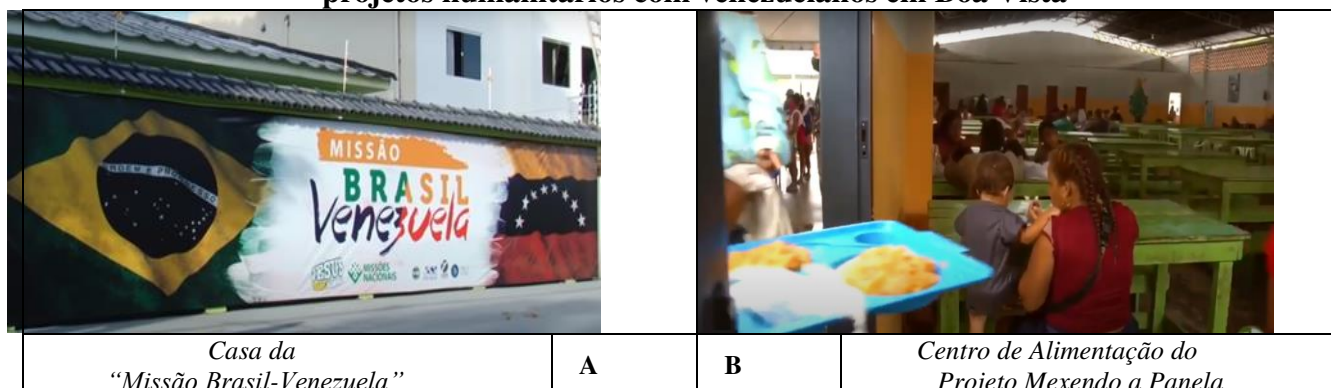 projetos humanitários com venezuelanos em Boa Vista
ORDEM E PROGRESSO
MISSÃO
BRASIL
Venezuela
JESUS
MISSÕES
NACIONAIS
Casa da
“Missão Brasil-Venezuela”
A
B
Centro de Alimentação do
Projeto Mexendo a Panela